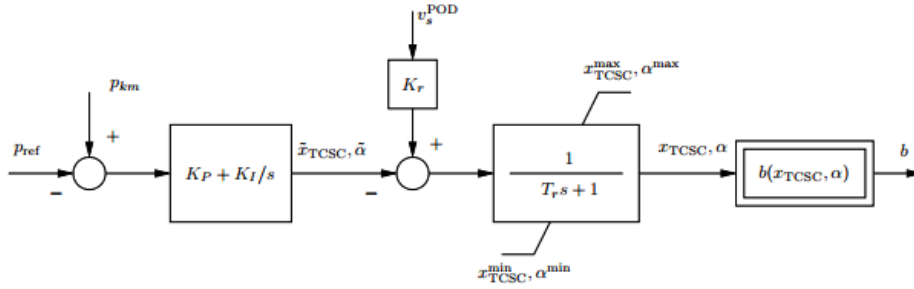 v_s^POD
x_TCSC^max, α^max
p_km
K_r
+
+
p_ref
x̃_TCSC, α̃
1
x_TCSC, α
b
K_P + K_I/s
b(x_TCSC, α)
−
−
T_r s + 1
x_TCSC^min, α^min